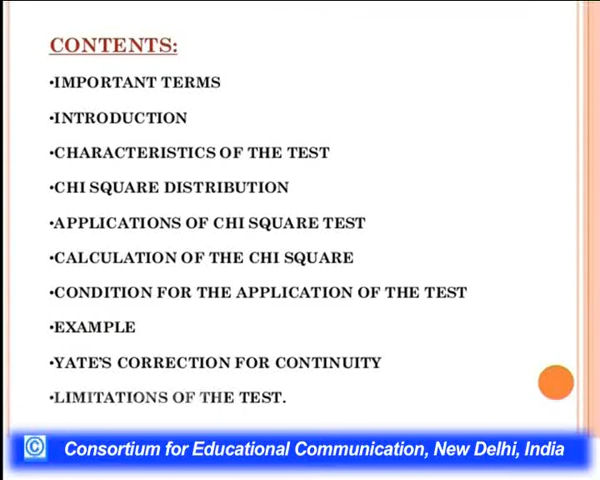 CONTENTS:
•IMPORTANT TERMS
•INTRODUCTION
•CHARACTERISTICS OF THE TEST
•CHI SQUARE DISTRIBUTION
•APPLICATIONS OF CHI SQUARE TEST
•CALCULATION OF THE CHI SQUARE
•CONDITION FOR THE APPLICATION OF THE TEST
•EXAMPLE
•YATE'S CORRECTION FOR CONTINUITY
•LIMITATIONS OF THE TEST.
© Consortium for Educational Communication, New Delhi, India